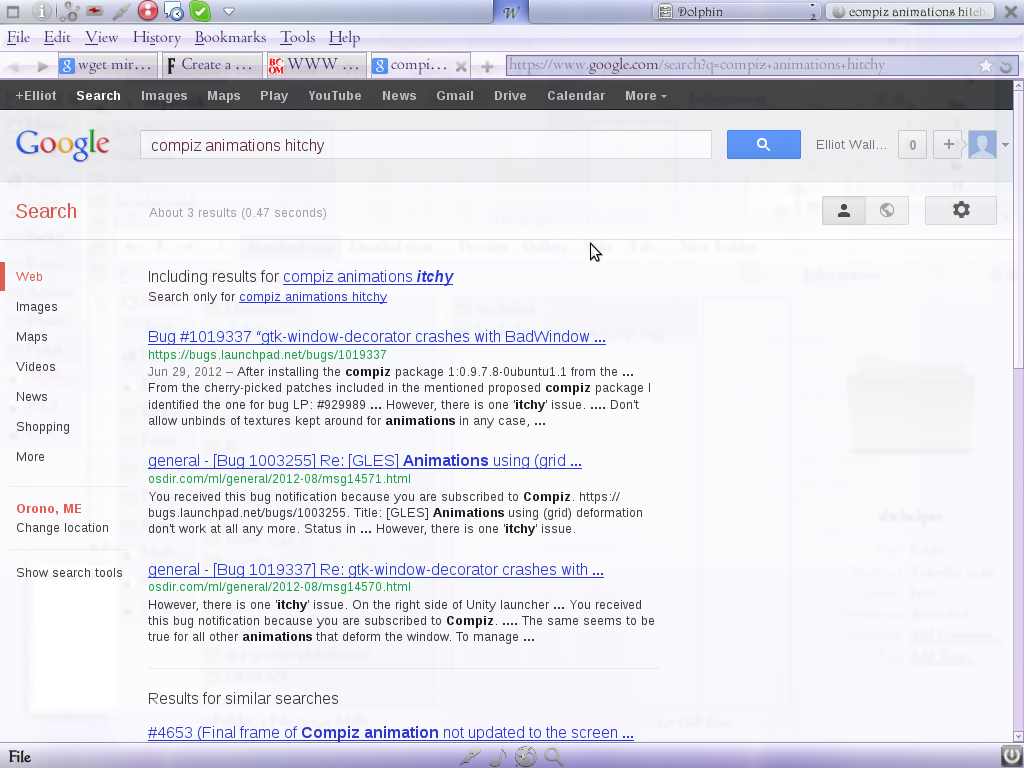 W
Dolphin
2
compiz animations hitch
File Edit View History Bookmarks Tools Help
wget mir... Create a ... WWW ... compi...
https://www.google.com/search?q=compiz+animations+hitchy
+Elliot Search Images Maps Play YouTube News Gmail Drive Calendar More
Google
compiz animations hitchy
Elliot Wall...
0
+
Search
About 3 results (0.47 seconds)
Web
Images
Maps
Videos
News
Shopping
More
Orono, ME
Change location
Show search tools
Including results for compiz animations itchy
Search only for compiz animations hitchy
Bug #1019337 “gtk-window-decorator crashes with BadWindow ...
https://bugs.launchpad.net/bugs/1019337
Jun 29, 2012 – After installing the compiz package 1:0.9.7.8-0ubuntu1.1 from the ...
From the cherry-picked patches included in the mentioned proposed compiz package I
identified the one for bug LP: #929989 ... However, there is one 'itchy' issue. .... Don't
allow unbinds of textures kept around for animations in any case, ...
general - [Bug 1003255] Re: [GLES] Animations using (grid ...
osdir.com/ml/general/2012-08/msg14571.html
You received this bug notification because you are subscribed to Compiz. https://
bugs.launchpad.net/bugs/1003255. Title: [GLES] Animations using (grid) deformation
don't work at all any more. Status in ... However, there is one 'itchy' issue.
general - [Bug 1019337] Re: gtk-window-decorator crashes with ...
osdir.com/ml/general/2012-08/msg14570.html
However, there is one 'itchy' issue. On the right side of Unity launcher ... You received
this bug notification because you are subscribed to Compiz. .... The same seems to be
true for all other animations that deform the window. To manage ...
Results for similar searches
#4653 (Final frame of Compiz animation not updated to the screen ...
dwhelper
File